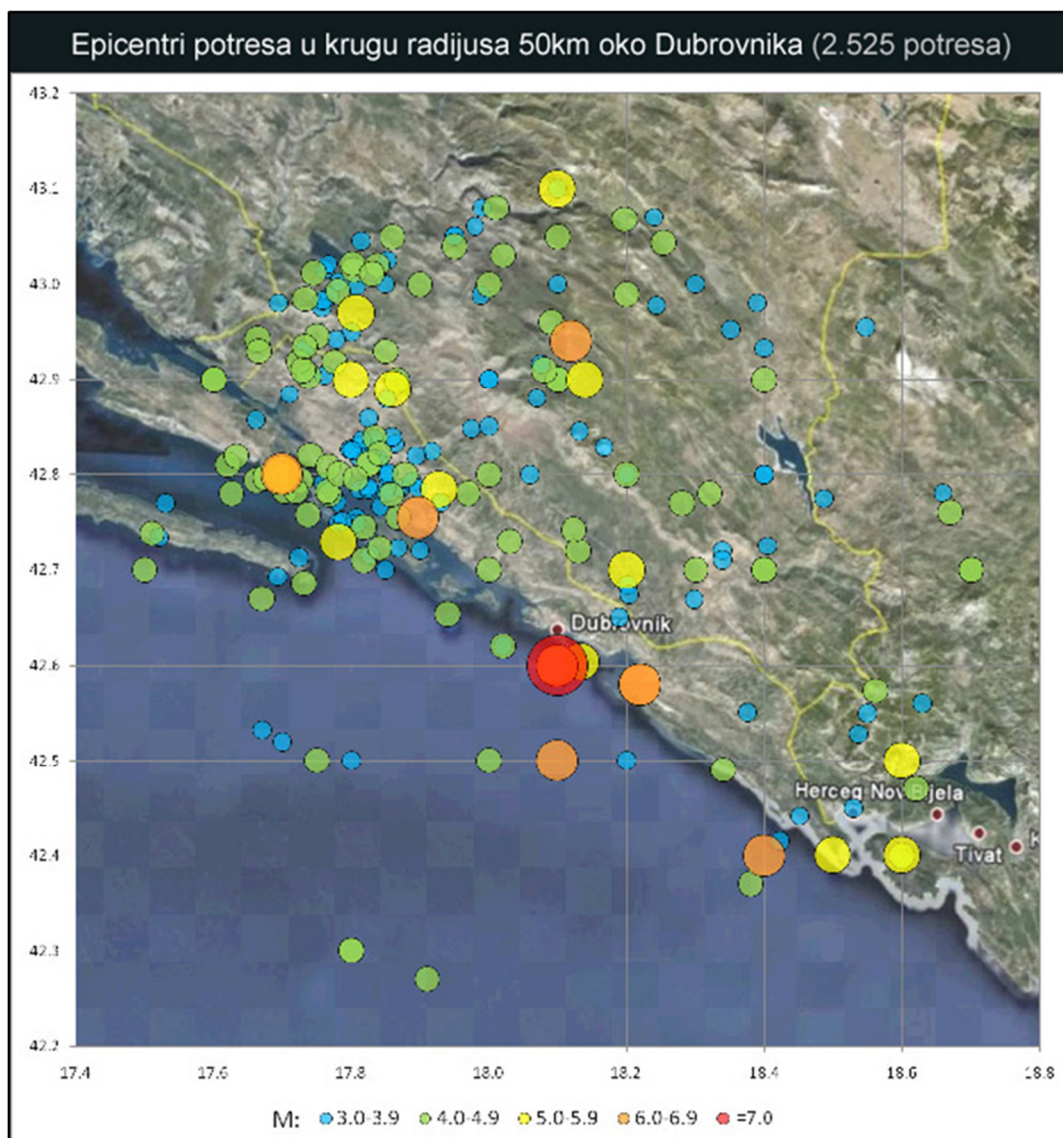 Epicentri potresa u krugu radijusa 50km oko Dubrovnika (2.525 potresa)
43.2
43.1
43.0
42.9
42.8
42.7
Dubrovnik
42.6
42.5
Herceg Nov Bijela
42.4
Tivat
K
42.3
42.2
17.4 17.6 17.8 18.0 18.2 18.4 18.6 18.8
M: 3.0-3.9 4.0-4.9 5.0-5.9 6.0-6.9 =7.0